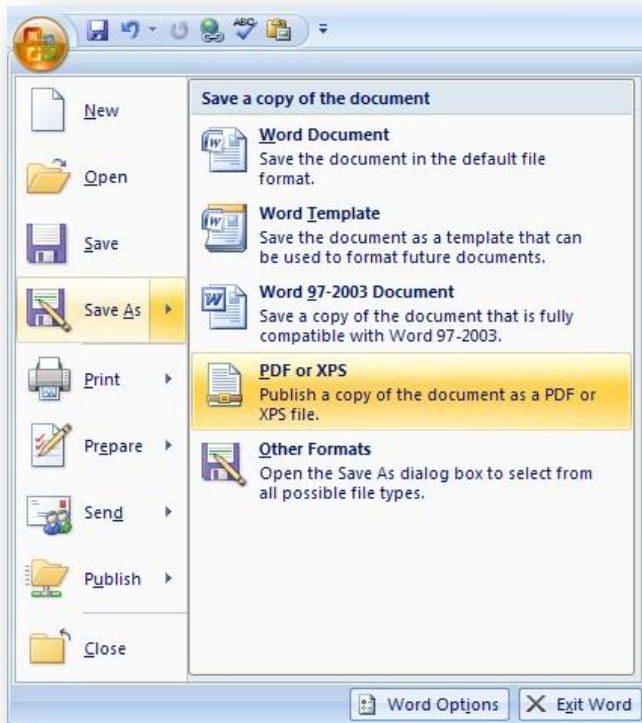 ABC
New
Open
Save
Save As
Print
Prepare
Send
Publish
Close
Save a copy of the document
Word Document
Save the document in the default file
format.
Word Template
Save the document as a template that can
be used to format future documents.
Word 97-2003 Document
Save a copy of the document that is fully
compatible with Word 97-2003.
PDF or XPS
Publish a copy of the document as a PDF or
XPS file.
Other Formats
Open the Save As dialog box to select from
all possible file types.
Word Options
Exit Word